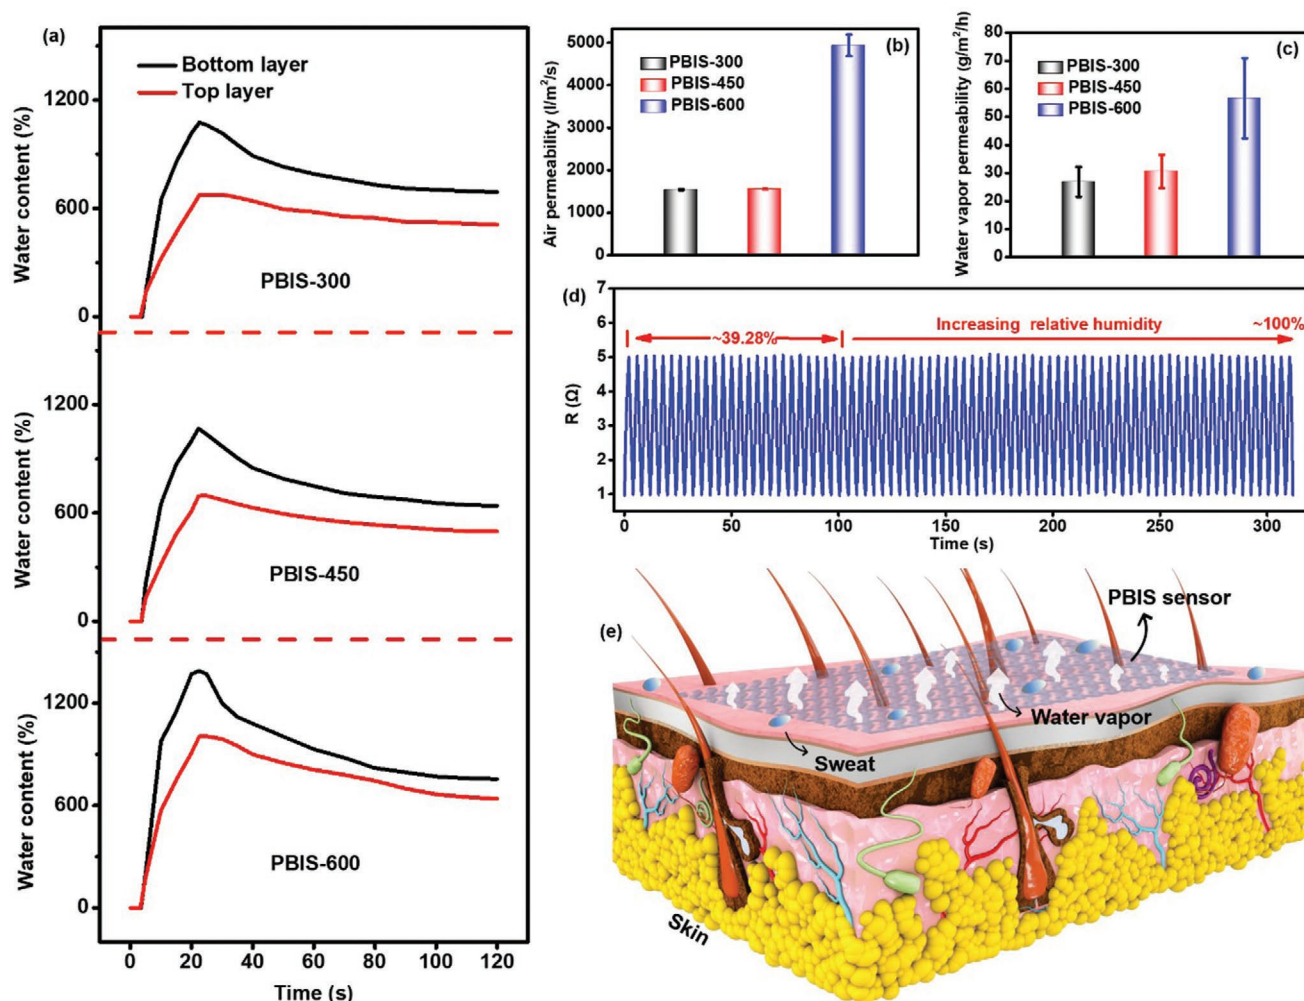 (a)
Bottom layer
Top layer
Water content (%)
1200
600
0
PBIS-300
Water content (%)
1200
600
0
PBIS-450
Water content (%)
1200
600
0
PBIS-600
0 20 40 60 80 100 120
Time (s)
(b)
PBIS-300
PBIS-450
PBIS-600
Air permeability (l/m²/s)
5000
4000
3000
2000
1000
0
(c)
PBIS-300
PBIS-450
PBIS-600
Water vapor permeability (g/m²/h)
80
70
60
50
40
30
20
10
0
(d)
~39.28%
Increasing relative humidity
~100%
R (Ω)
7
6
5
4
3
2
1
0 50 100 150 200 250 300
Time (s)
(e)
PBIS sensor
Water vapor
Sweat
Skin